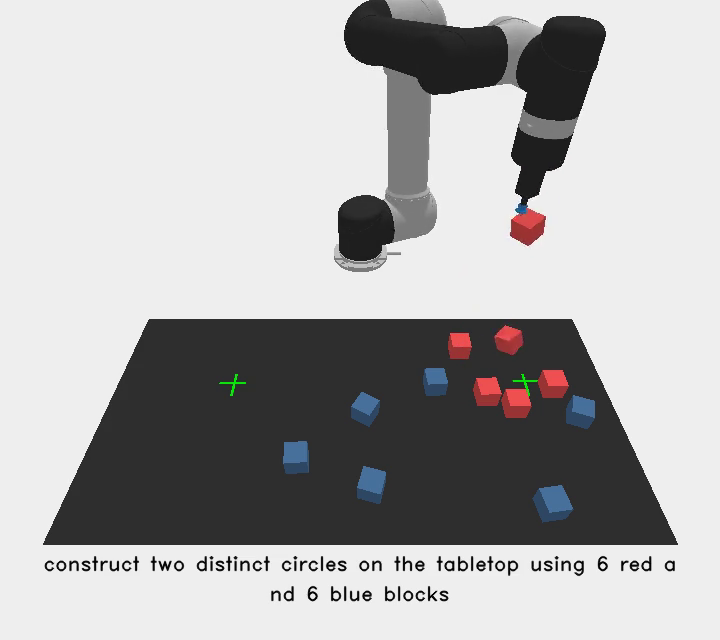 construct two distinct circles on the tabletop using 6 red a
nd 6 blue blocks